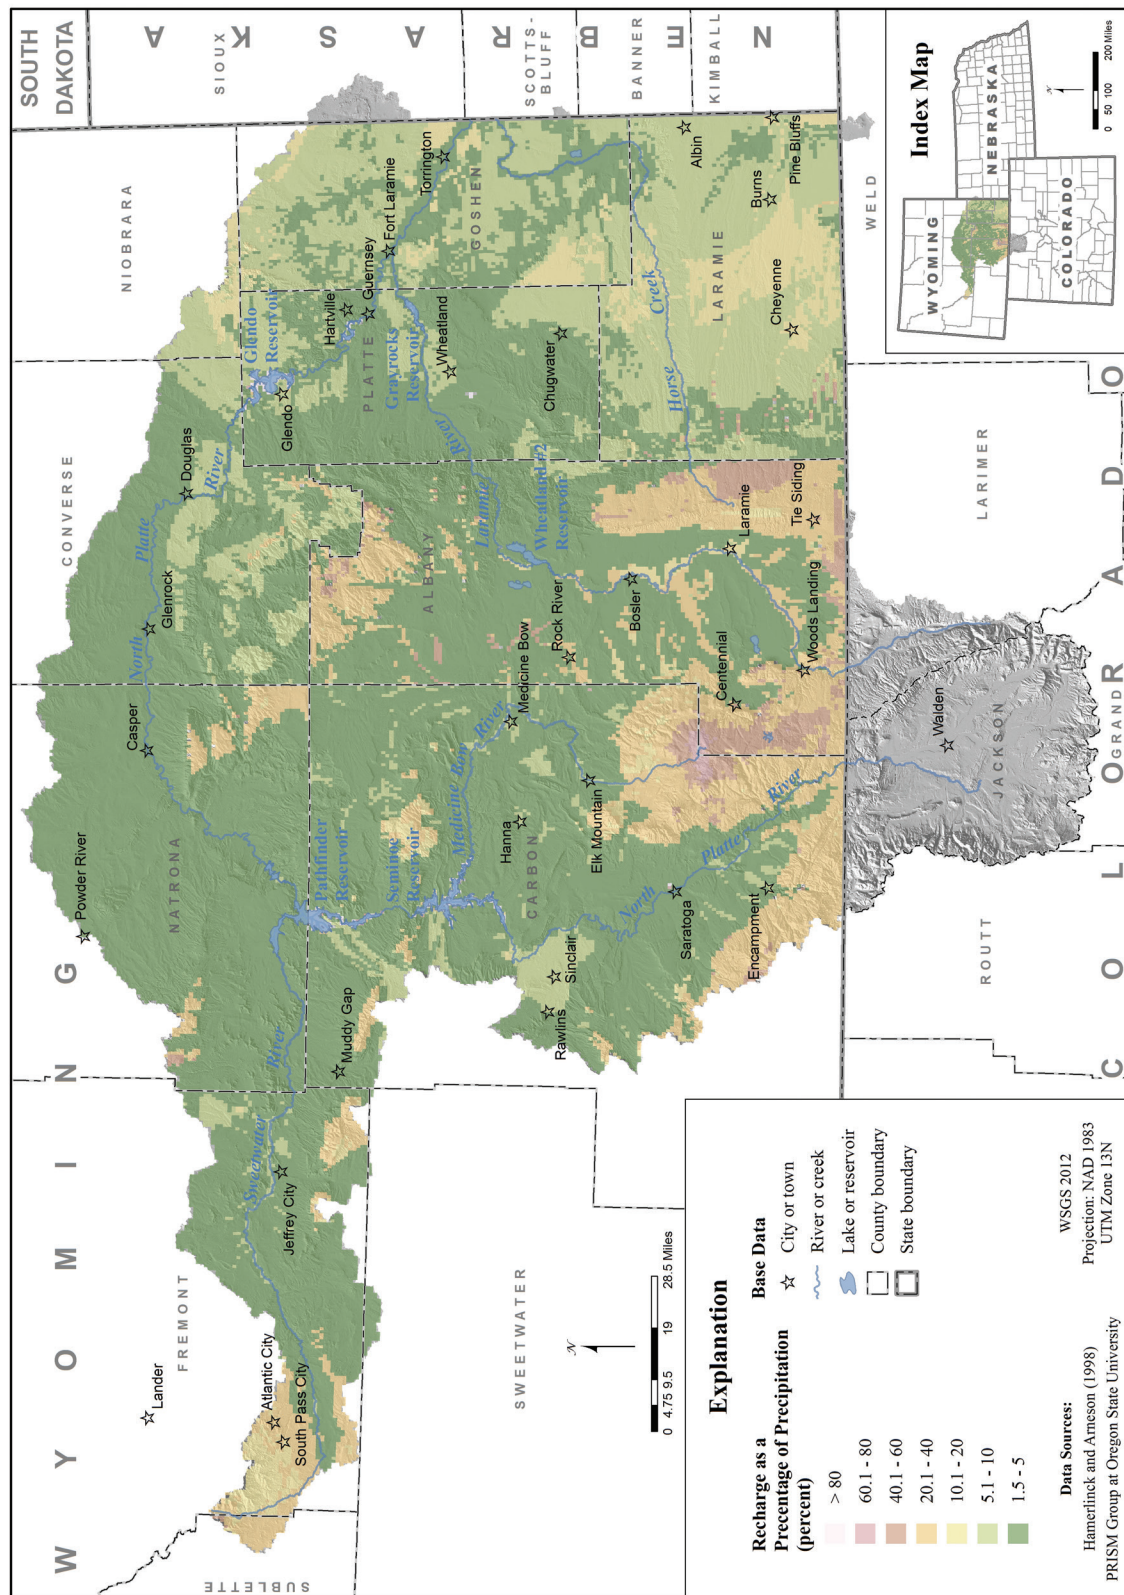 WYOMING
SOUTH
DAKOTA
NEBRASKA
COLORADO
SUBLETTE
FREMONT
NATRONA
CONVERSE
NIOBRARA
SIOUX
SCOTTS-
BLUFF
BANNER
KIMBALL
SWEETWATER
CARBON
ALBANY
PLATTE
GOSHEN
LARAMIE
ROUTT
JACKSON
GRAND
LARIMER
WELD
Lander
Atlantic City
South Pass City
Jeffrey City
Sweetwater
River
Muddy Gap
Powder River
Casper
North
Platte
River
Glenrock
Douglas
Pathfinder
Reservoir
Seminoe
Reservoir
Glendo
Reservoir
Glendo
Hartville
Guernsey
Fort Laramie
Torrington
Grayrocks
Reservoir
Wheatland
Chugwater
Laramie
River
Wheatland #2
Reservoir
Medicine Bow
River
Medicine Bow
Rock River
Bosler
Hanna
Elk Mountain
Sinclair
Rawlins
Saratoga
Encampment
North
Platte
River
Centennial
Woods Landing
Laramie
Tie Siding
Horse
Creek
Albin
Burns
Pine Bluffs
Cheyenne
Walden
N
0 4.75 9.5 19 28.5 Miles
Explanation
Recharge as a
Precentage of Precipitation
(percent)
> 80
60.1 - 80
40.1 - 60
20.1 - 40
10.1 - 20
5.1 - 10
1.5 - 5
Base Data
City or town
River or creek
Lake or reservoir
County boundary
State boundary
Data Sources:
Hamerlinck and Arneson (1998)
PRISM Group at Oregon State University
WSGS 2012
Projection: NAD 1983
UTM Zone 13N
Index Map
WYOMING
NEBRASKA
COLORADO
N
0 50 100 200 Miles